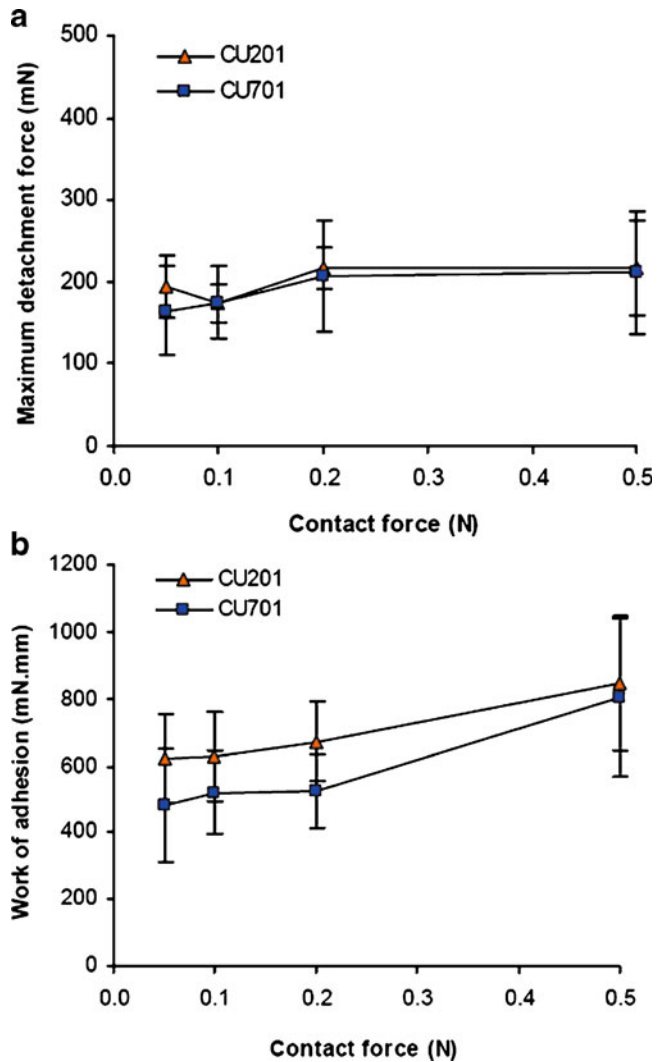 a
500
CU201
CU701
400
300
200
100
0
Maximum detachment force (mN)
0.0 0.1 0.2 0.3 0.4 0.5
Contact force (N)
b
1200
CU201
CU701
1000
800
600
400
200
0
Work of adhesion (mN.mm)
0.0 0.1 0.2 0.3 0.4 0.5
Contact force (N)